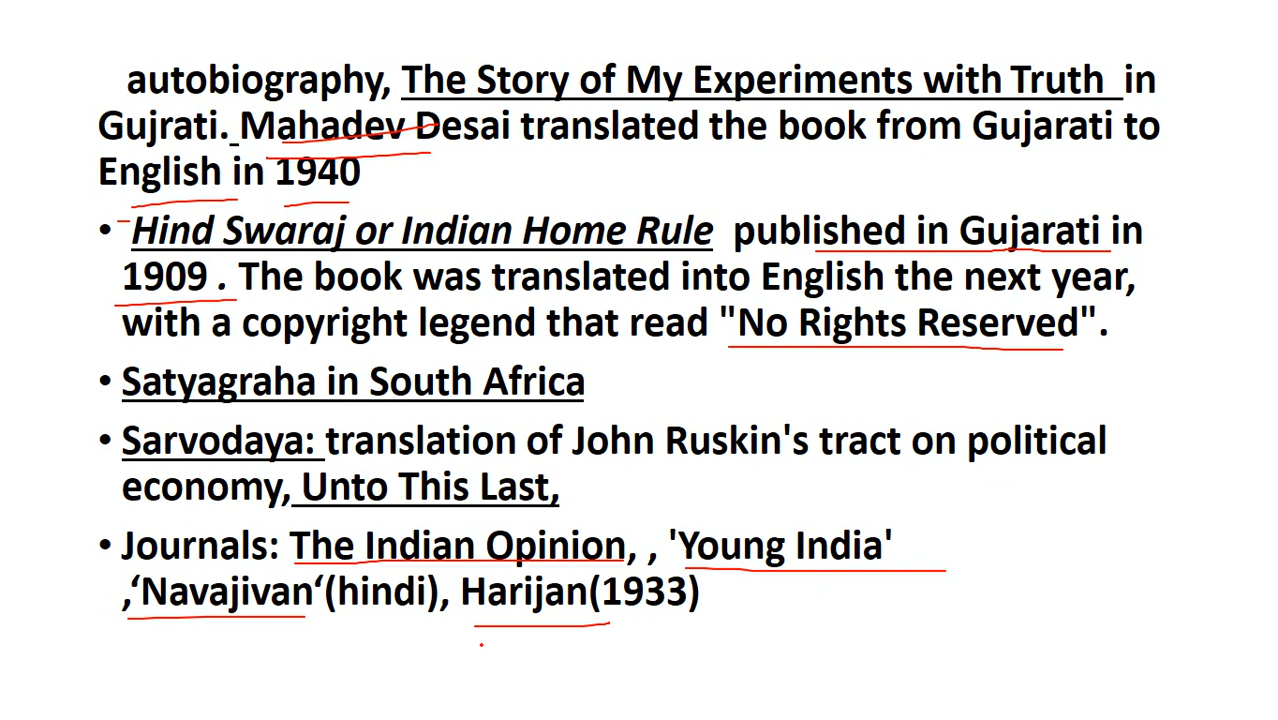 autobiography, The Story of My Experiments with Truth in
Gujrati. Mahadev Desai translated the book from Gujarati to
English in 1940
• Hind Swaraj or Indian Home Rule published in Gujarati in
1909 . The book was translated into English the next year,
with a copyright legend that read "No Rights Reserved".
• Satyagraha in South Africa
• Sarvodaya: translation of John Ruskin's tract on political
economy, Unto This Last,
• Journals: The Indian Opinion, , 'Young India'
,‘Navajivan‘(hindi), Harijan(1933)